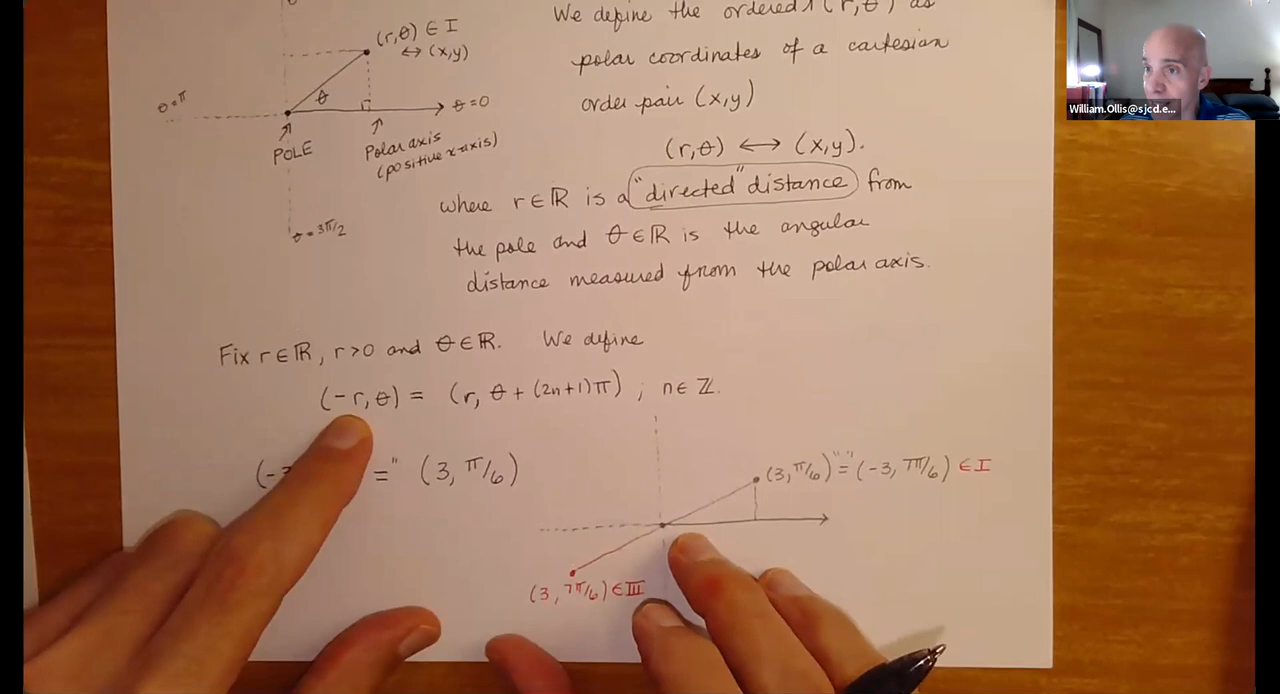 We define the ordered (r, θ) as
polar coordinates of a cartesian
order pair (x,y)
(r,θ) ⟷ (x,y).
where r∈ℝ is a "directed" distance from
the pole and θ∈ℝ is the angular
distance measured from the polar axis.
(r,θ) ∈ I
↔ (x,y)
θ
θ=π
θ=0
POLE
Polar axis
(positive x-axis)
θ = 3π/2
Fix r∈ℝ, r>0 and θ∈ℝ. We define
(-r,θ) = (r, θ + (2n+1)π) ; n∈ℤ.
=" (3, π/6)
(3,π/6) "=" (-3, 7π/6) ∈ I
(3, 7π/6) ∈ III
William.Ollis@sjcd.e...